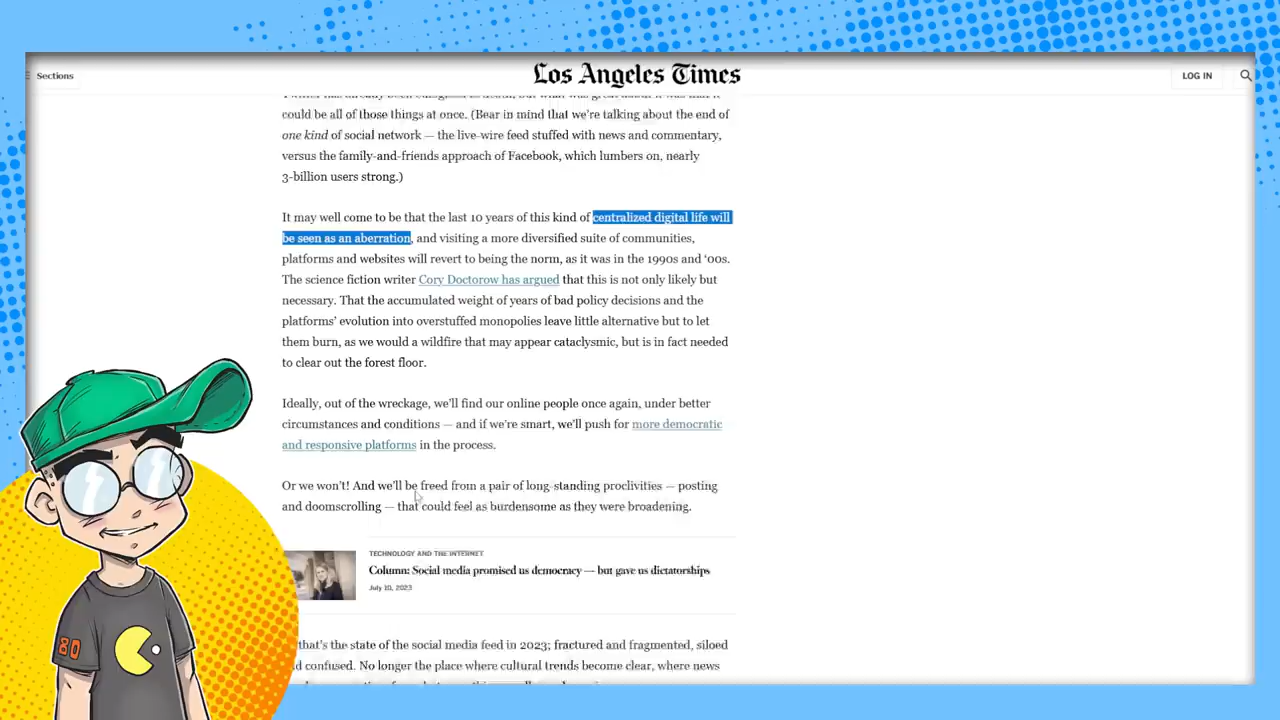 Sections
Los Angeles Times
LOG IN
could be all of those things at once. (Bear in mind that we're talking about the end of
one kind of social network — the live-wire feed stuffed with news and commentary,
versus the family-and-friends approach of Facebook, which lumbers on, nearly
3-billion users strong.)
It may well come to be that the last 10 years of this kind of centralized digital life will
be seen as an aberration, and visiting a more diversified suite of communities,
platforms and websites will revert to being the norm, as it was in the 1990s and '00s.
The science fiction writer Cory Doctorow has argued that this is not only likely but
necessary. That the accumulated weight of years of bad policy decisions and the
platforms' evolution into overstuffed monopolies leave little alternative but to let
them burn, as we would a wildfire that may appear cataclysmic, but is in fact needed
to clear out the forest floor.
Ideally, out of the wreckage, we'll find our online people once again, under better
circumstances and conditions — and if we're smart, we'll push for more democratic
and responsive platforms in the process.
Or we won't! And we'll be freed from a pair of long-standing proclivities — posting
and doomscrolling — that could feel as burdensome as they were broadening.
TECHNOLOGY AND THE INTERNET
Column: Social media promised us democracy — but gave us dictatorships
July 10, 2023
that's the state of the social media feed in 2023; fractured and fragmented, siloed
confused. No longer the place where cultural trends become clear, where news
80